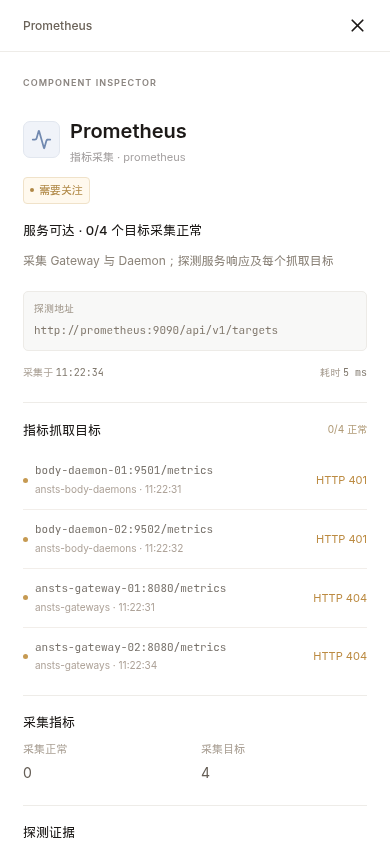 Prometheus
COMPONENT INSPECTOR
Prometheus
指标采集 · prometheus
需要关注
服务可达 · 0/4 个目标采集正常
采集 Gateway 与 Daemon；探测服务响应及每个抓取目标
探测地址
http://prometheus:9090/api/v1/targets
采集于 11:22:34 耗时 5 ms
指标抓取目标 0/4 正常
body-daemon-01:9501/metrics
ansts-body-daemons · 11:22:31 HTTP 401
body-daemon-02:9502/metrics
ansts-body-daemons · 11:22:32 HTTP 401
ansts-gateway-01:8080/metrics
ansts-gateways · 11:22:31 HTTP 404
ansts-gateway-02:8080/metrics
ansts-gateways · 11:22:34 HTTP 404
采集指标
采集正常 采集目标
0 4
探测证据